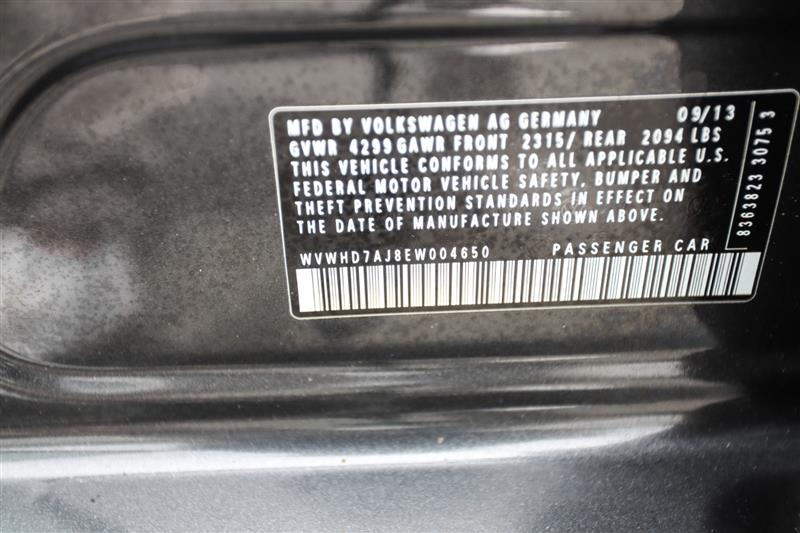 MFD BY VOLKSWAGEN AG GERMANY 09/13
GVWR 4299 GAWR FRONT 2315/ REAR 2094 LBS
THIS VEHICLE CONFORMS TO ALL APPLICABLE U.S.
FEDERAL MOTOR VEHICLE SAFETY, BUMPER AND
THEFT PREVENTION STANDARDS IN EFFECT ON
THE DATE OF MANUFACTURE SHOWN ABOVE.
WVWHD7AJ8EW004650 PASSENGER CAR
8363823 3075 3